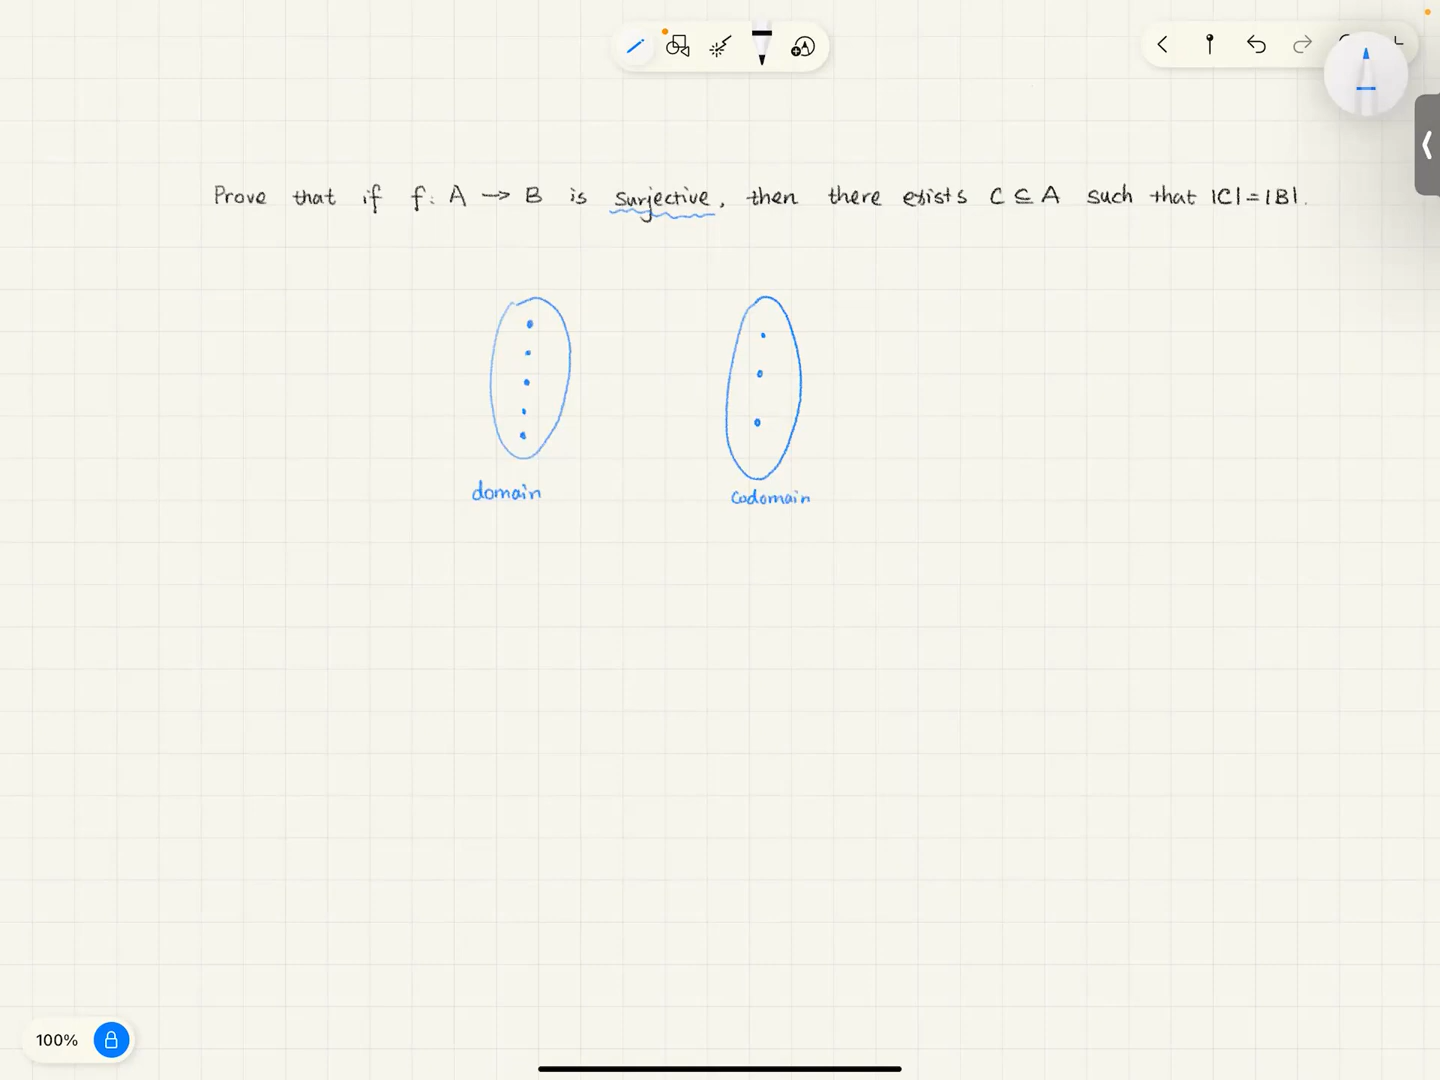 Prove that if f: A → B is surjective, then there exists C ⊆ A such that |C| = |B|.
domain
codomain
100%